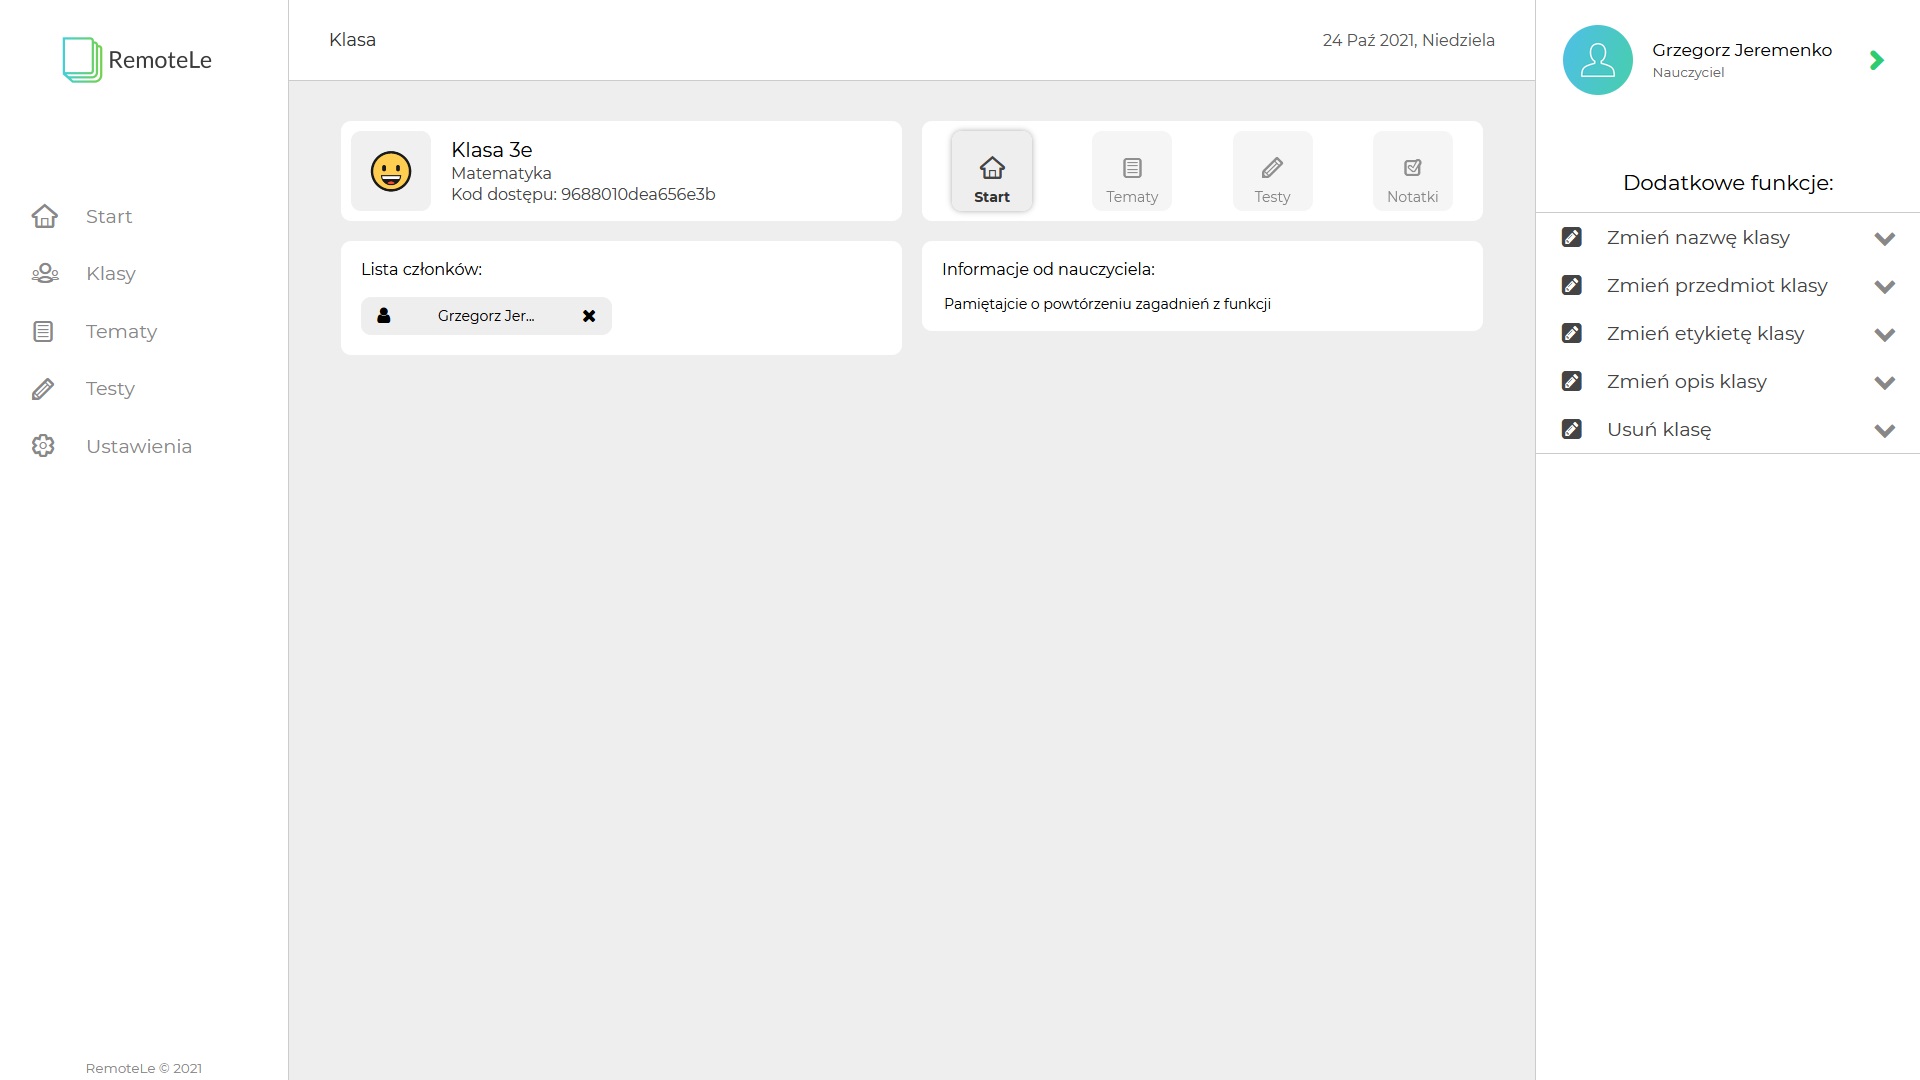 RemoteLe
Start
Klasy
Tematy
Testy
Ustawienia
RemoteLe © 2021
Klasa
24 Paź 2021, Niedziela
Klasa 3e
Matematyka
Kod dostępu: 9688010dea656e3b
Start
Tematy
Testy
Notatki
Lista członków:
Grzegorz Jer...
Informacje od nauczyciela:
Pamiętajcie o powtórzeniu zagadnień z funkcji
Grzegorz Jeremenko
Nauczyciel
Dodatkowe funkcje:
Zmień nazwę klasy
Zmień przedmiot klasy
Zmień etykietę klasy
Zmień opis klasy
Usuń klasę